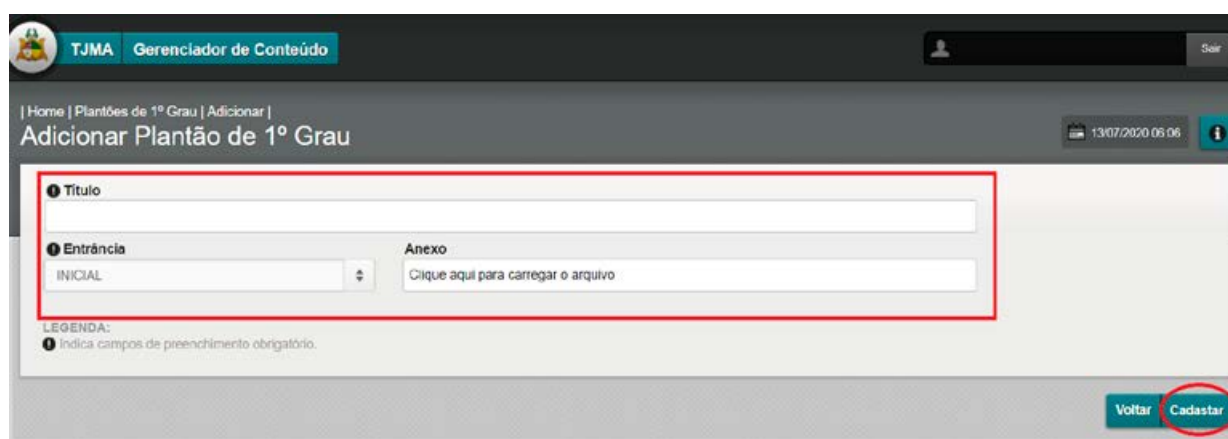 TJMA Gerenciador de Conteúdo Sair
| Home | Plantões de 1º Grau | Adicionar |
Adicionar Plantão de 1º Grau
13/07/2020 06:06
Título
Entrância Anexo
INICIAL Clique aqui para carregar o arquivo
LEGENDA:
Indica campos de preenchimento obrigatório.
Voltar Cadastar